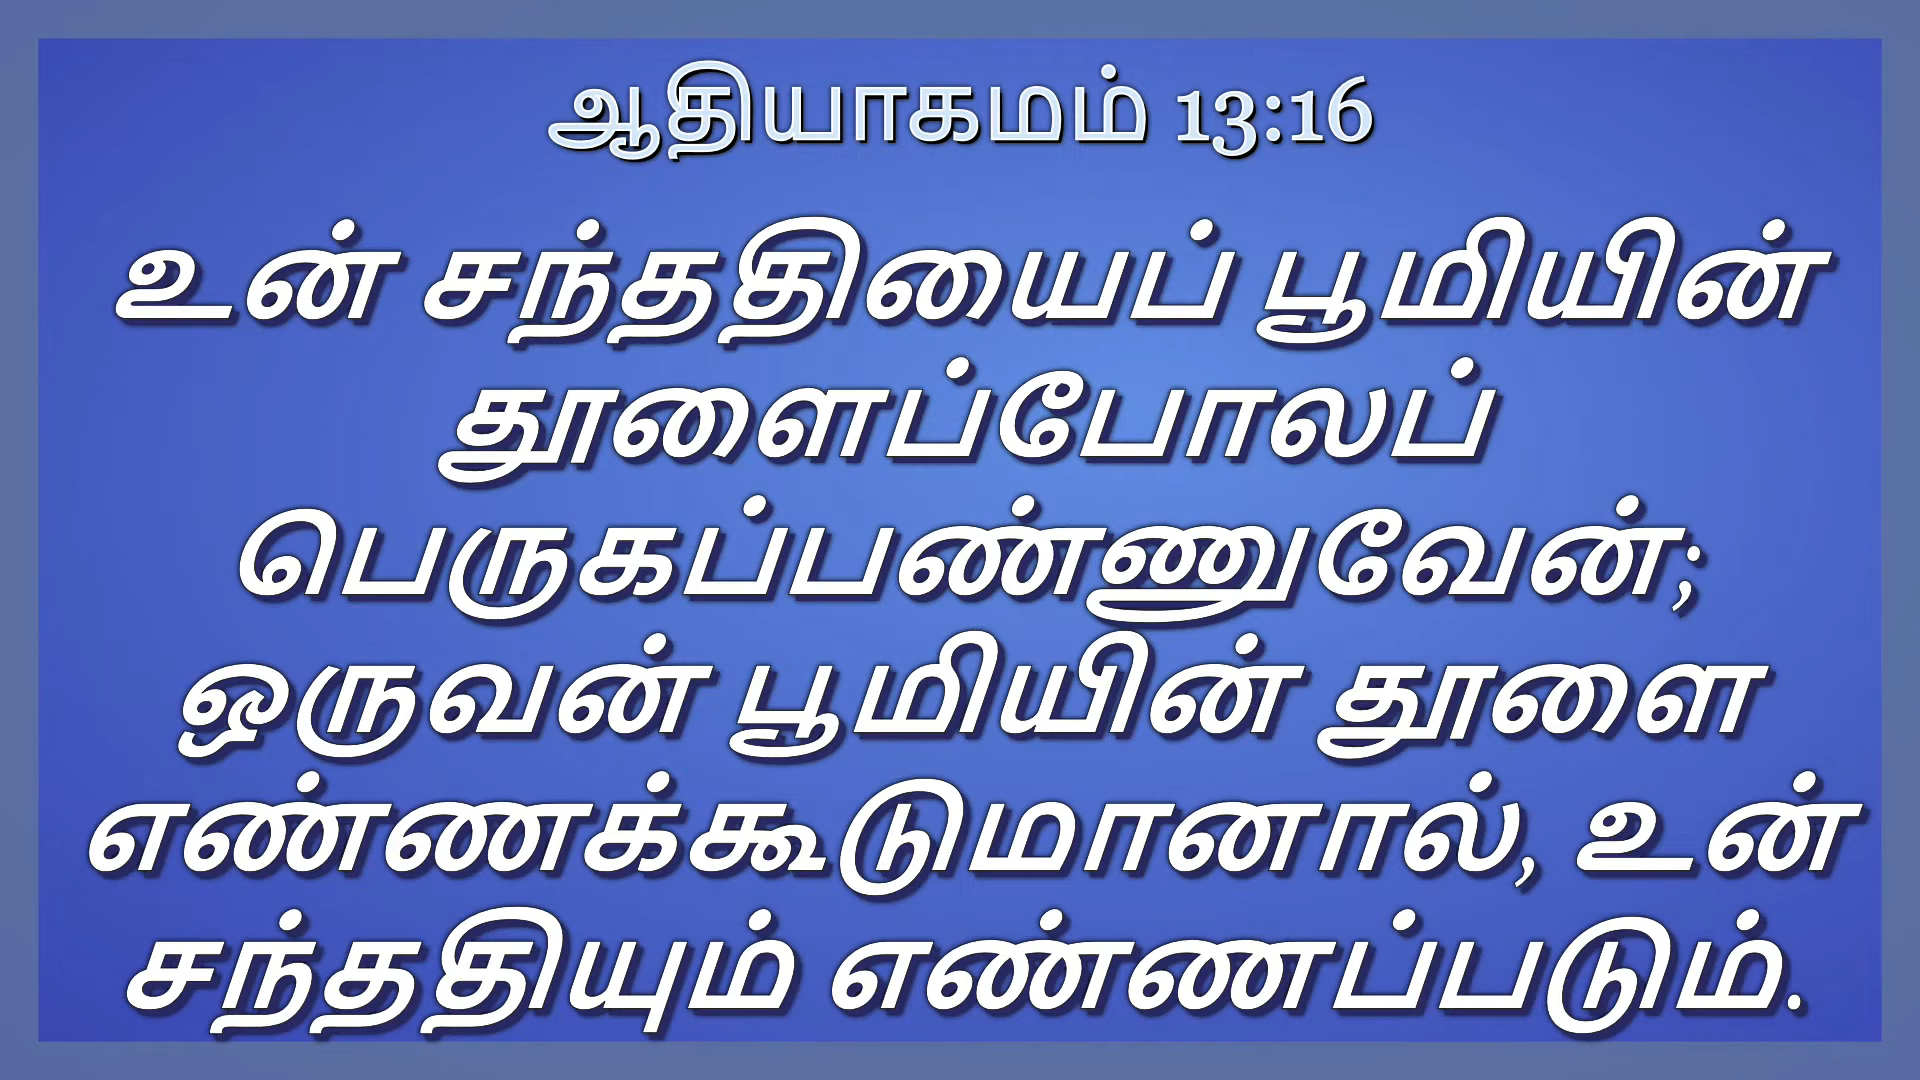 ஆதியாகமம் 13:16
உன் சந்ததியைப் பூமியின்
தூளைப்போலப்
பெருகப்பண்ணுவேன்;
ஒருவன் பூமியின் தூளை
எண்ணக்கூடுமானால், உன்
சந்ததியும் எண்ணப்படும்.